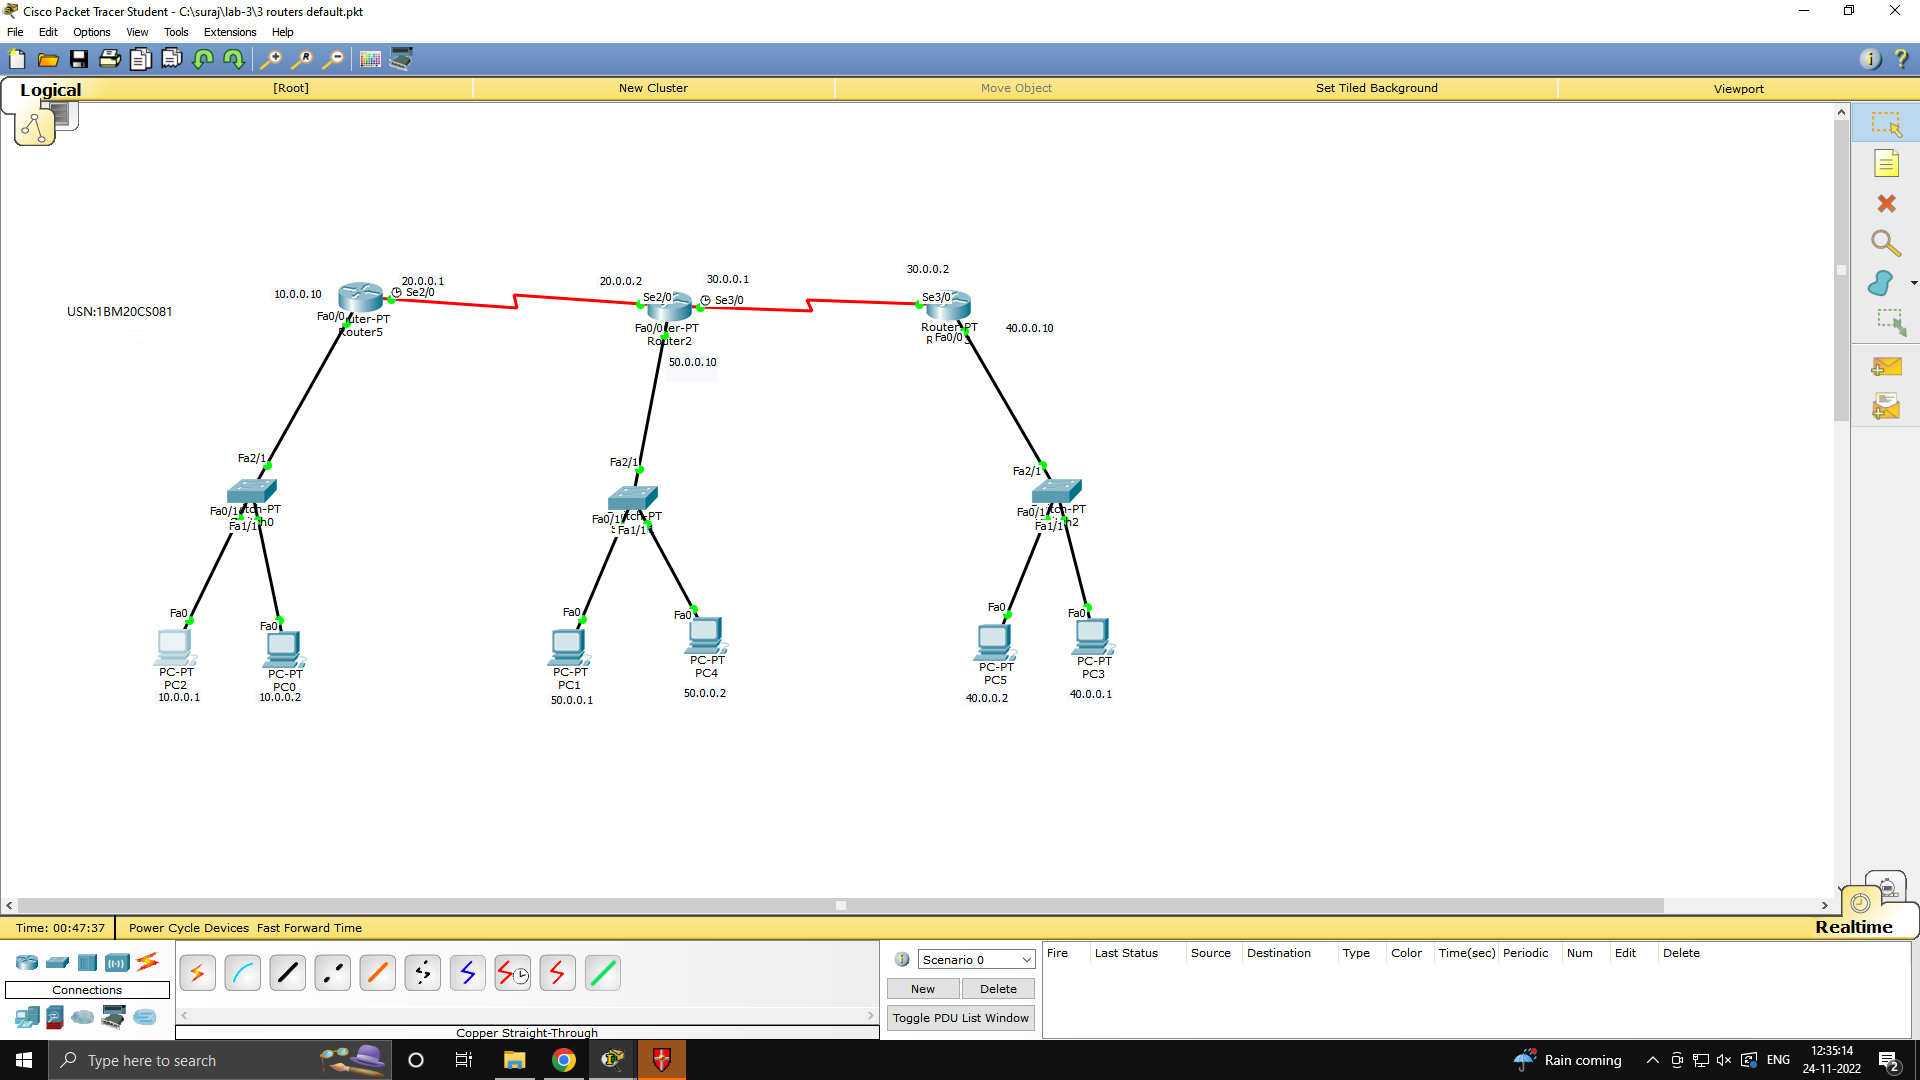 Cisco Packet Tracer Student - C:\suraj\lab-3\3 routers default.pkt
File Edit Options View Tools Extensions Help
Logical [Root] New Cluster Move Object Set Tiled Background Viewport
USN:1BM20CS081
10.0.0.10
20.0.0.1
Se2/0
Fa0/0
uter-PT
Router5
20.0.0.2
Se2/0
30.0.0.1
Se3/0
Fa0/0
er-PT
Router2
50.0.0.10
30.0.0.2
Se3/0
Router-PT
Fa0/0
40.0.0.10
Fa2/1
tch-PT
Fa0/1
Fa1/1
Fa2/1
tch-PT
Fa0/1
Fa1/1
Fa2/1
tch-PT
Fa0/1
Fa1/1
Fa0
PC-PT
PC2
10.0.0.1
Fa0
PC-PT
PC0
10.0.0.2
Fa0
PC-PT
PC1
50.0.0.1
Fa0
PC-PT
PC4
50.0.0.2
Fa0
PC-PT
PC5
40.0.0.2
Fa0
PC-PT
PC3
40.0.0.1
Time: 00:47:37 Power Cycle Devices Fast Forward Time Realtime
Connections
Copper Straight-Through
Scenario 0
New Delete
Toggle PDU List Window
Fire Last Status Source Destination Type Color Time(sec) Periodic Num Edit Delete
Type here to search
Rain coming
ENG
12:35:14
24-11-2022
2